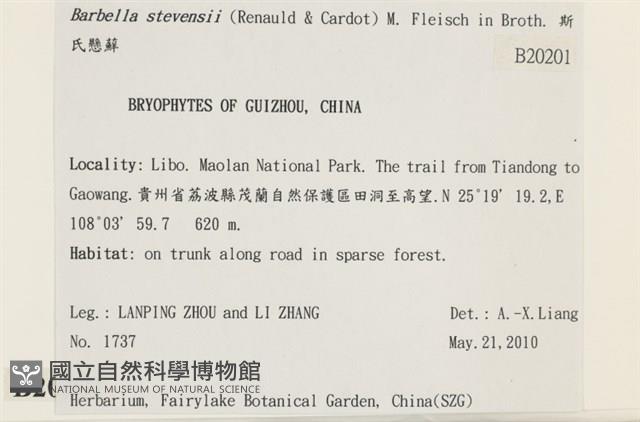 Barbella stevensii (Renauld & Cardot) M. Fleisch in Broth. 斯
氏懸蘚
B20201
BRYOPHYTES OF GUIZHOU, CHINA
Locality: Libo. Maolan National Park. The trail from Tiandong to
Gaowang. 貴州省荔波縣茂蘭自然保護區田洞至高望. N 25°19′ 19.2, E
108°03′ 59.7 620 m.
Habitat: on trunk along road in sparse forest.
Leg.: LANPING ZHOU and LI ZHANG
Det.: A.-X. Liang
No. 1737
May. 21, 2010
國立自然科學博物館
NATIONAL MUSEUM OF NATURAL SCIENCE
Herbarium, Fairylake Botanical Garden, China(SZG)